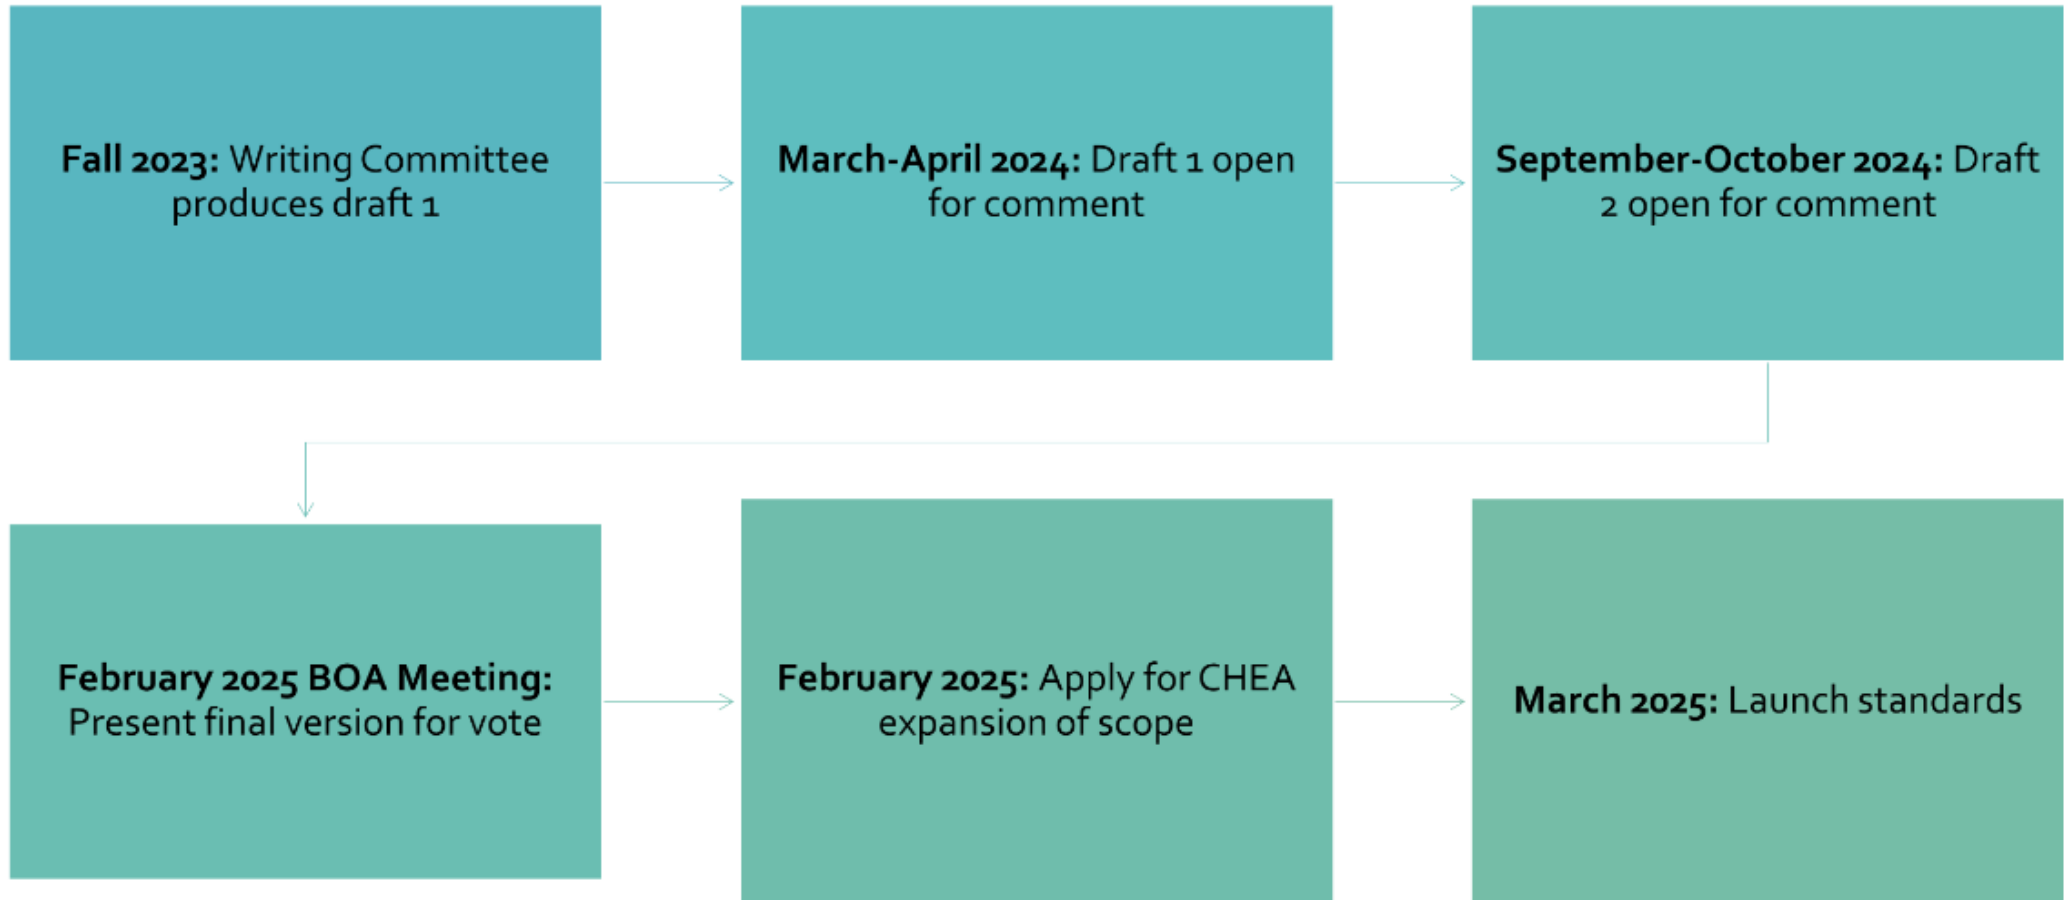 Fall 2023: Writing Committee
produces draft 1
March-April 2024: Draft 1 open
for comment
September-October 2024: Draft
2 open for comment
February 2025 BOA Meeting:
Present final version for vote
February 2025: Apply for CHEA
expansion of scope
March 2025: Launch standards